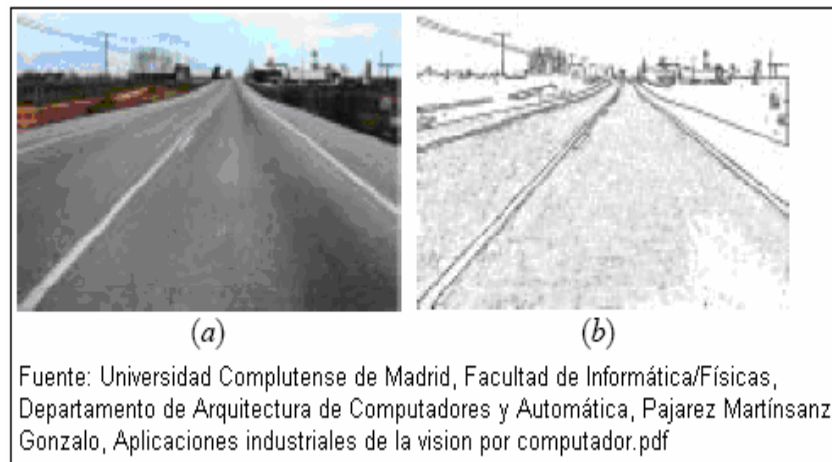 (a) (b)
Fuente: Universidad Complutense de Madrid, Facultad de Informática/Físicas,
Departamento de Arquitectura de Computadores y Automática, Pajarez Martínsanz
Gonzalo, Aplicaciones industriales de la vision por computador.pdf